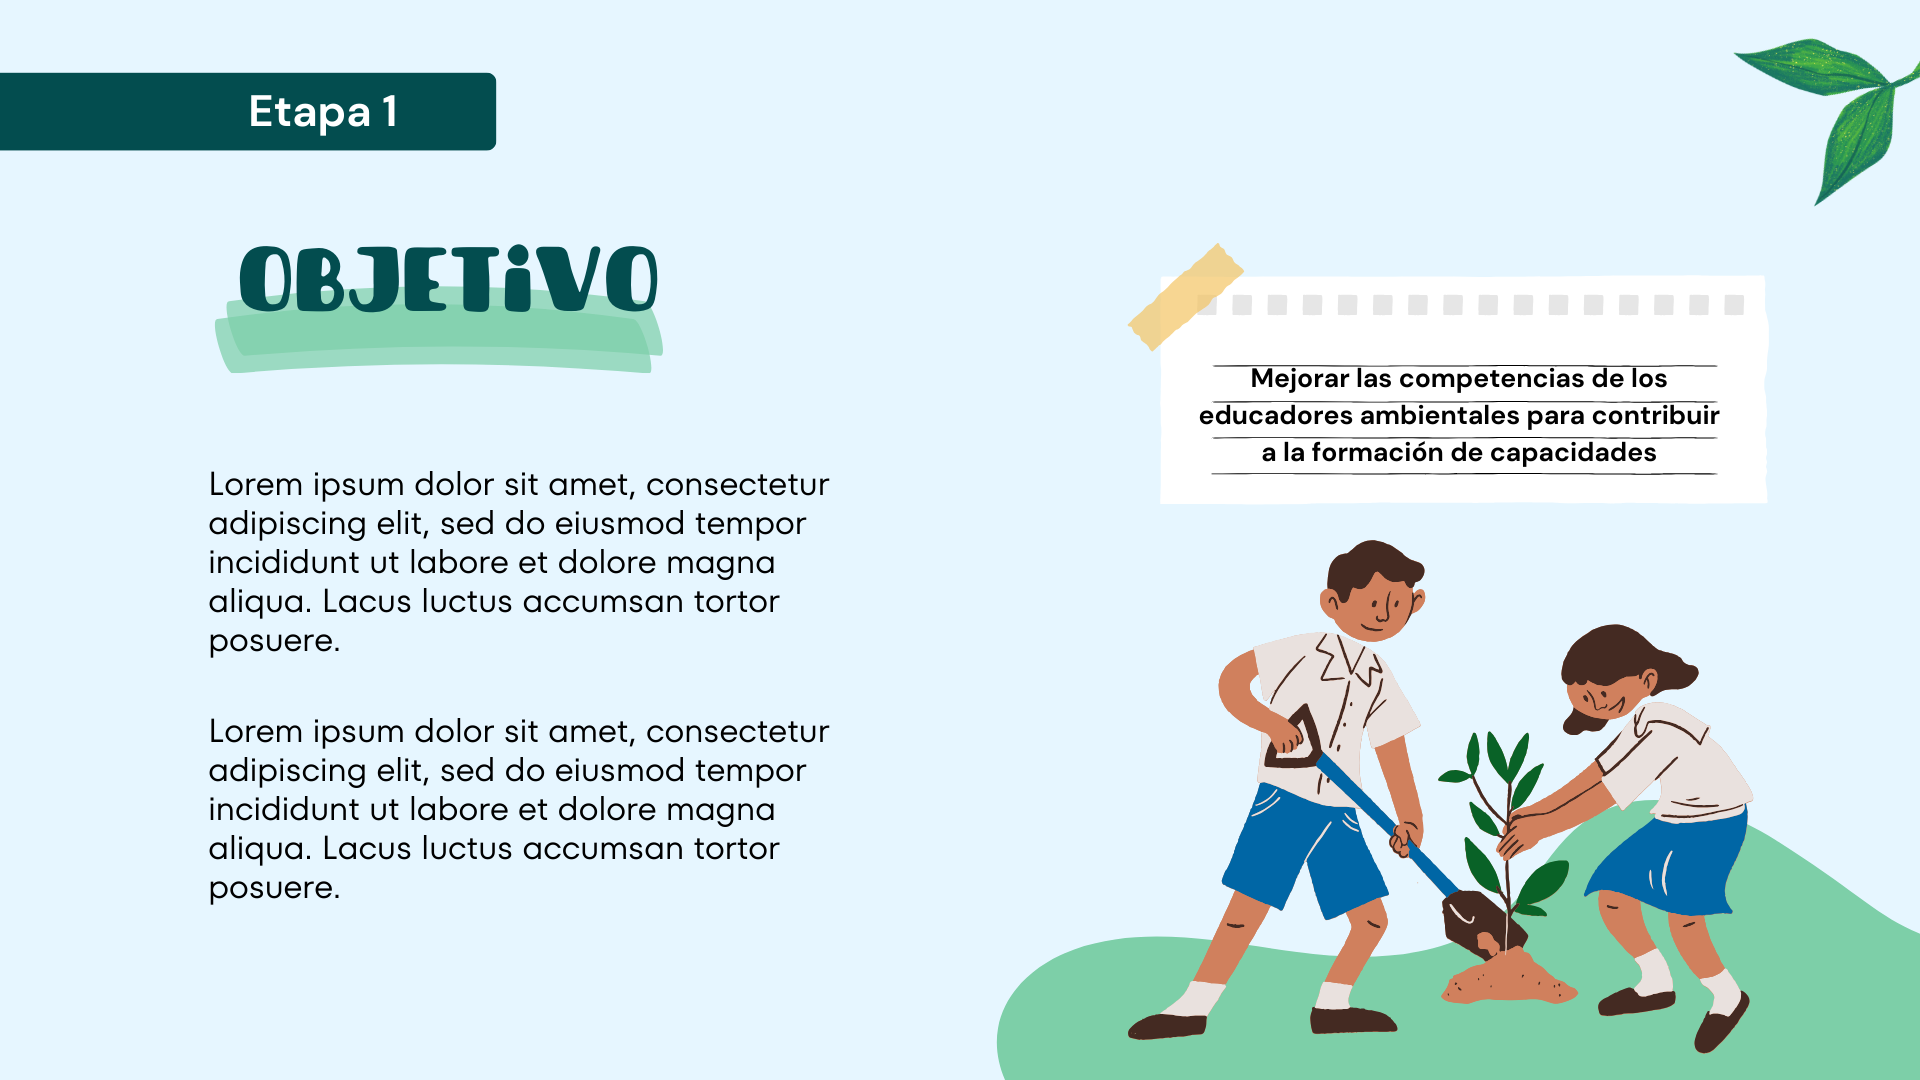 Etapa 1
OBJETiVO
Lorem ipsum dolor sit amet, consectetur
adipiscing elit, sed do eiusmod tempor
incididunt ut labore et dolore magna
aliqua. Lacus luctus accumsan tortor
posuere.
Lorem ipsum dolor sit amet, consectetur
adipiscing elit, sed do eiusmod tempor
incididunt ut labore et dolore magna
aliqua. Lacus luctus accumsan tortor
posuere.
Mejorar las competencias de los
educadores ambientales para contribuir
a la formación de capacidades